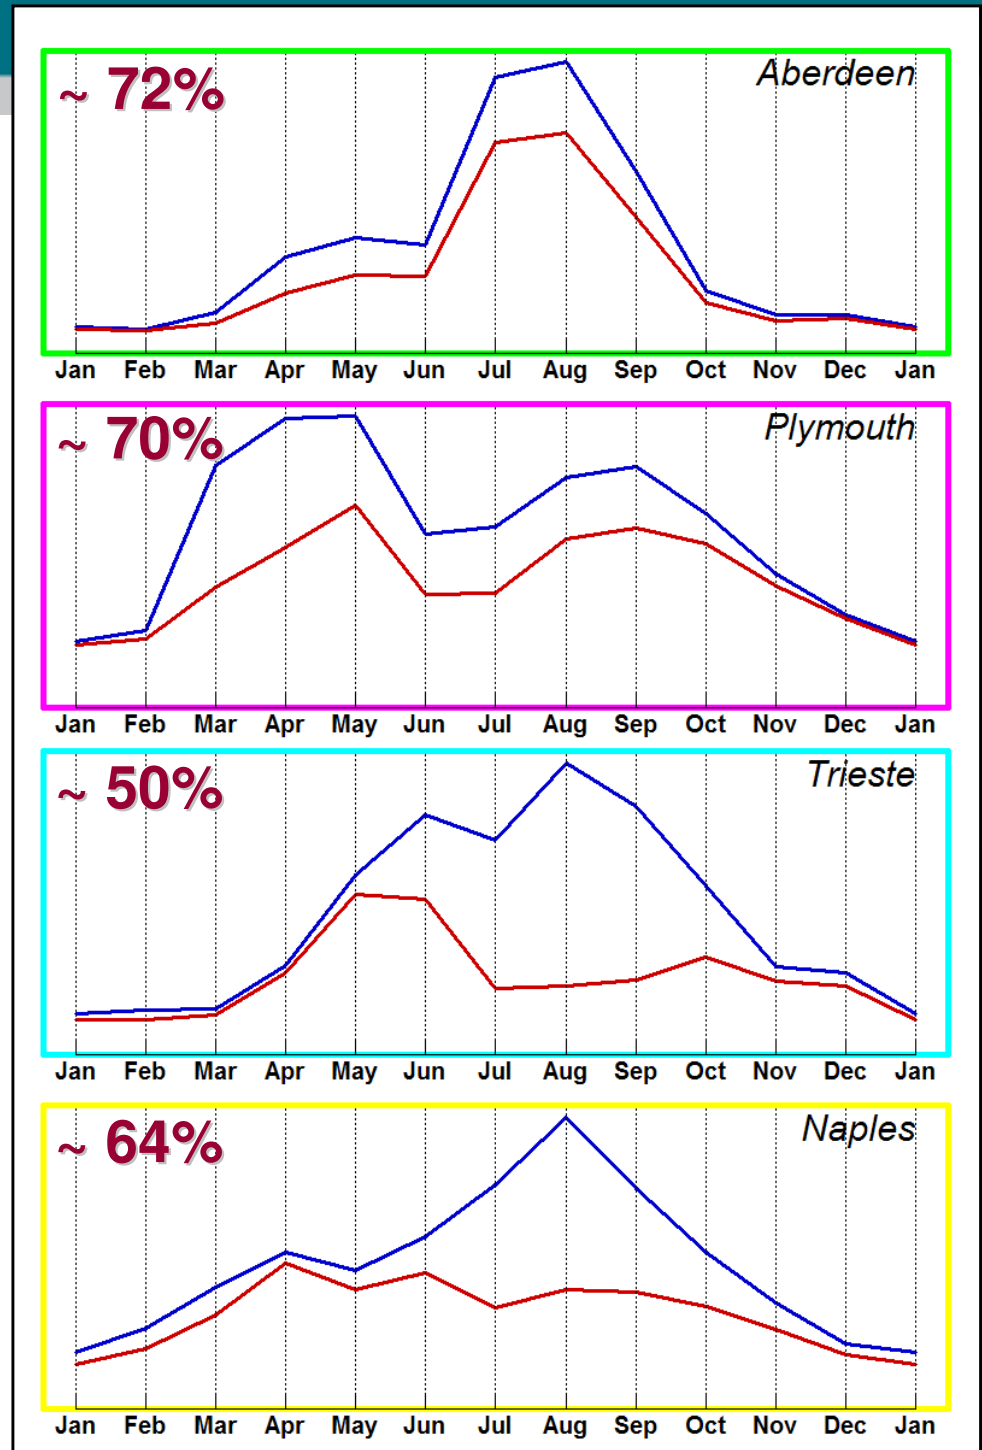 ~ 72% Aberdeen
Jan Feb Mar Apr May Jun Jul Aug Sep Oct Nov Dec Jan
~ 70% Plymouth
Jan Feb Mar Apr May Jun Jul Aug Sep Oct Nov Dec Jan
~ 50% Trieste
Jan Feb Mar Apr May Jun Jul Aug Sep Oct Nov Dec Jan
~ 64% Naples
Jan Feb Mar Apr May Jun Jul Aug Sep Oct Nov Dec Jan